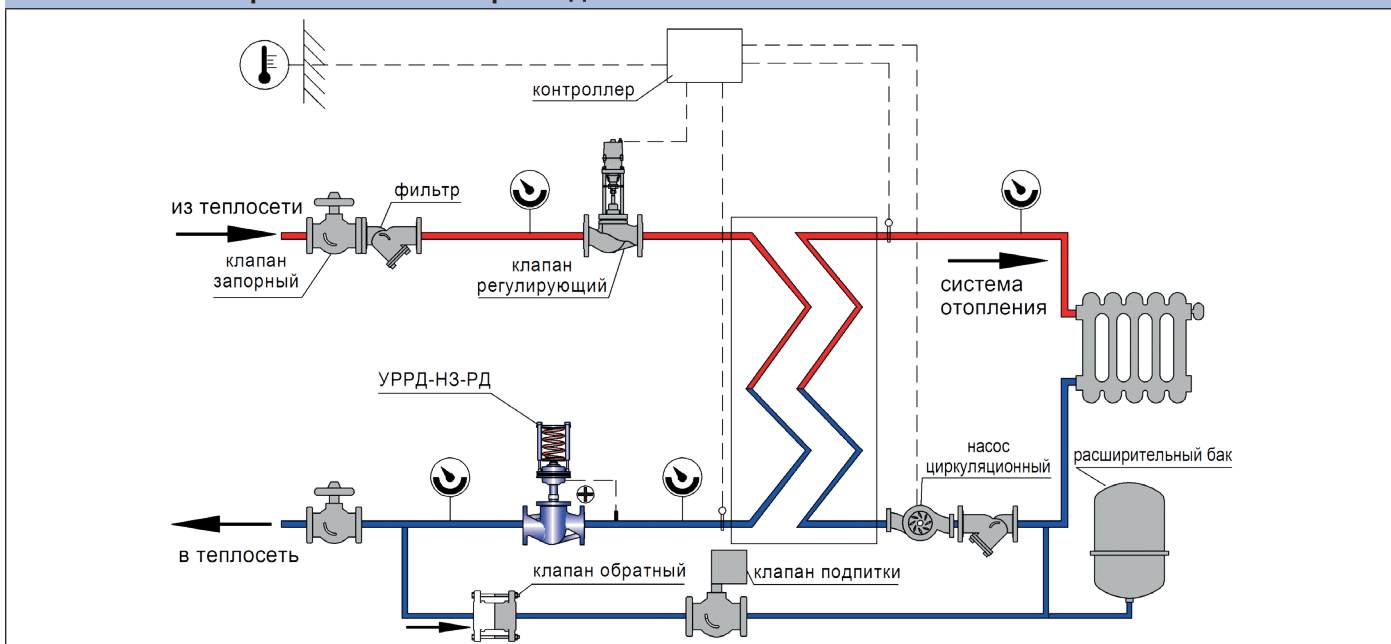 контроллер
фильтр
из теплосети
клапан
запорный
клапан
регулирующий
система
отопления
УРРД-НЗ-РД
насос
циркуляционный
расширительный бак
в теплосеть
клапан обратный
клапан подпитки